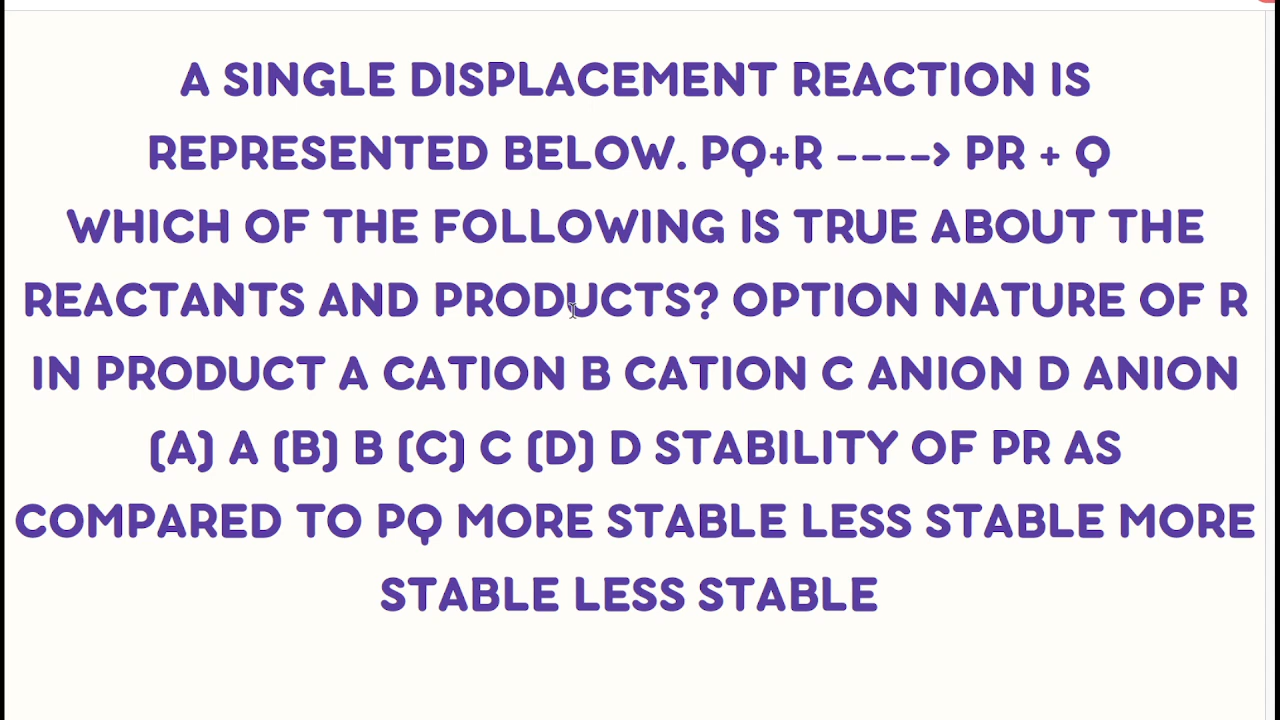 A SINGLE DISPLACEMENT REACTION IS
REPRESENTED BELOW. PQ+R ----> PR + Q
WHICH OF THE FOLLOWING IS TRUE ABOUT THE
REACTANTS AND PRODUCTS? OPTION NATURE OF R
IN PRODUCT A CATION B CATION C ANION D ANION
(A) A (B) B (C) C (D) D STABILITY OF PR AS
COMPARED TO PQ MORE STABLE LESS STABLE MORE
STABLE LESS STABLE